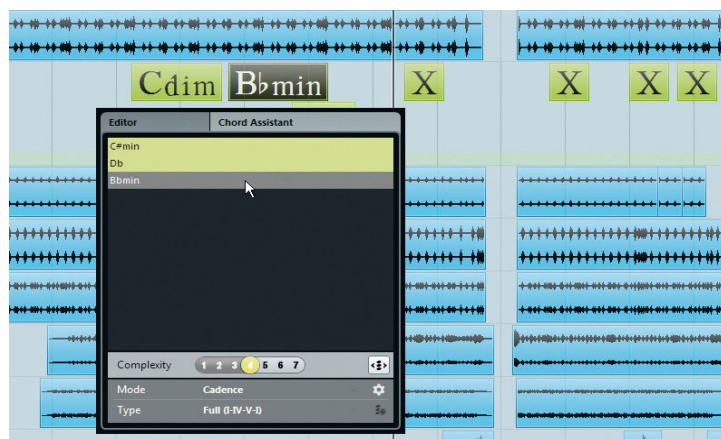 Cdim B♭min X X X X
Editor Chord Assistant
C#min
Db
Bbmin
Complexity 1 2 3 4 5 6 7
Mode Cadence
Type Full (I-IV-V-I)